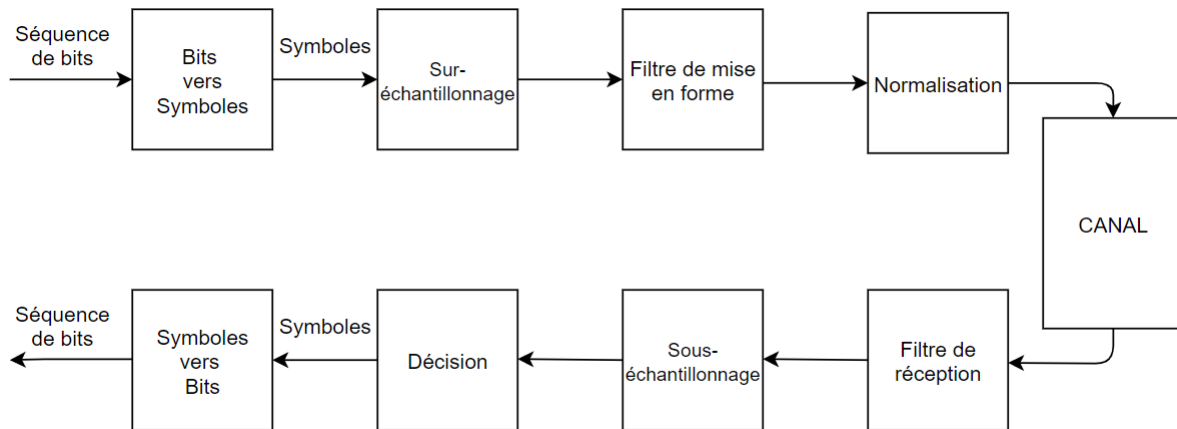 Séquence
de bits
Bits
vers
Symboles
Symboles
Sur-
échantillonnage
Filtre de mise
en forme
Normalisation
CANAL
Séquence
de bits
Symboles
vers
Bits
Symboles
Décision
Sous-
échantillonnage
Filtre de
réception